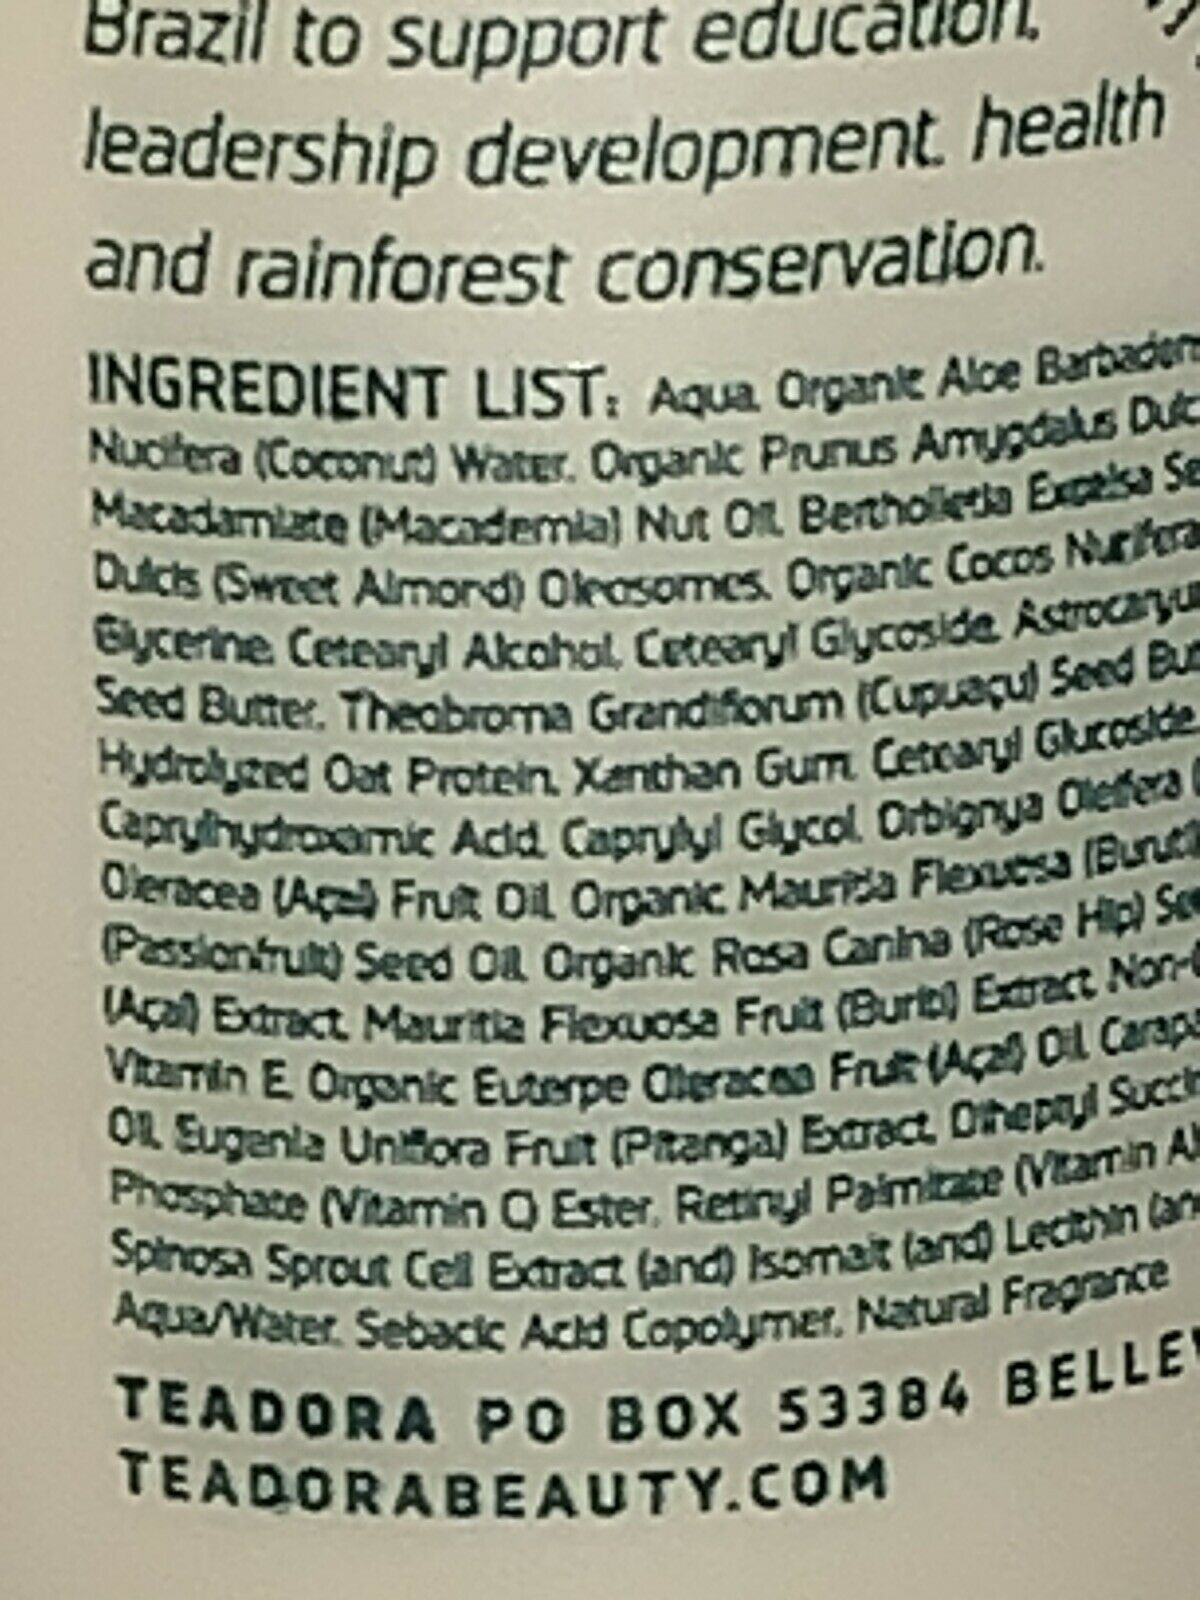 Brazil to support education,
leadership development, health
and rainforest conservation.
INGREDIENT LIST: Aqua, Organic Aloe
Nucifera (Coconut) Water, Organic Prunus Amygdalus
Macadamiate (Macademia) Nut Oil, Bertholletia Excelsa
Dulcis (Sweet Almond) Oleosomes, Organic Cocos Nucifera
Glycerine, Cetearyl Alcohol, Cetearyl Glycoside,
Seed Butter, Theobroma Grandiflorum (Cupuaçu) Seed
Hydrolyzed Oat Protein, Xanthan Gum, Cetearyl Glucoside,
Caprylhydroxamic Acid, Caprylyl Glycol, Orbignya Oleifera
Oleracea (Açai) Fruit Oil, Organic Mauritia Flexuosa
(Passionfruit) Seed Oil, Organic Rosa Canina (Rose Hip)
(Açai) Extract, Mauritia Flexuosa Fruit (Buriti) Extract,
Vitamin E, Organic Euterpe Oleracea Fruit (Açai) Oil,
Oil, Eugenia Uniflora Fruit (Pitanga) Extract, Diheptyl
Phosphate (Vitamin C) Ester, Retinyl Palmitate (Vitamin
Spinosa Sprout Cell Extract (and) Isomalt (and) Lecithin
Aqua/Water, Sebacic Acid Copolymer, Natural Fragrance
TEADORA PO BOX 53384
TEADORABEAUTY.COM